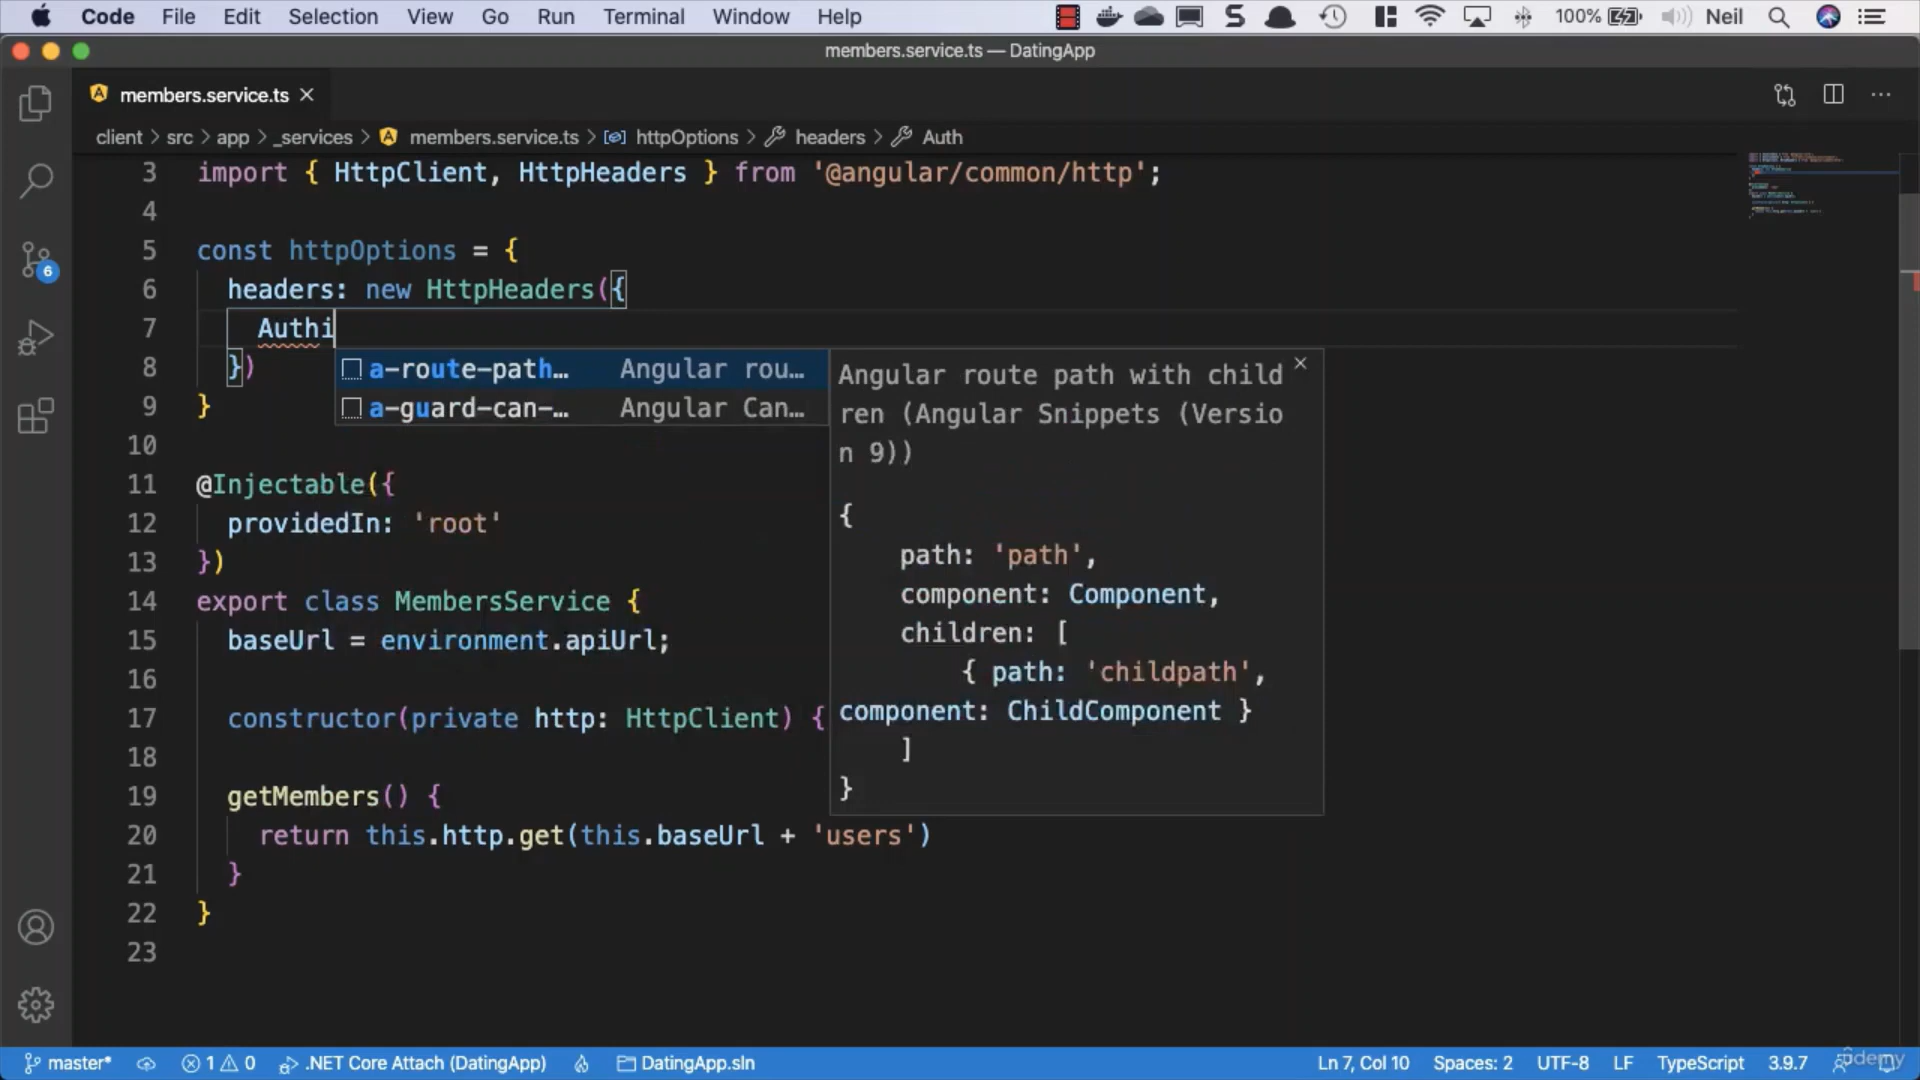 Code File Edit Selection View Go Run Terminal Window Help 100% Neil
members.service.ts — DatingApp
members.service.ts
client > src > app > _services > members.service.ts > httpOptions > headers > Auth
3 import { HttpClient, HttpHeaders } from '@angular/common/http';
4
5 const httpOptions = {
6 headers: new HttpHeaders({
7 Authi
8 })
9 }
10
11 @Injectable({
12 providedIn: 'root'
13 })
14 export class MembersService {
15 baseUrl = environment.apiUrl;
16
17 constructor(private http: HttpClient) {
18
19 getMembers() {
20 return this.http.get(this.baseUrl + 'users')
21 }
22 }
23
a-route-path… Angular rou…
a-guard-can-… Angular Can…
Angular route path with child
ren (Angular Snippets (Versio
n 9))
{
path: 'path',
component: Component,
children: [
{ path: 'childpath',
component: ChildComponent }
]
}
6
master* 1 0 .NET Core Attach (DatingApp) DatingApp.sln Ln 7, Col 10 Spaces: 2 UTF-8 LF TypeScript 3.9.7
udemy